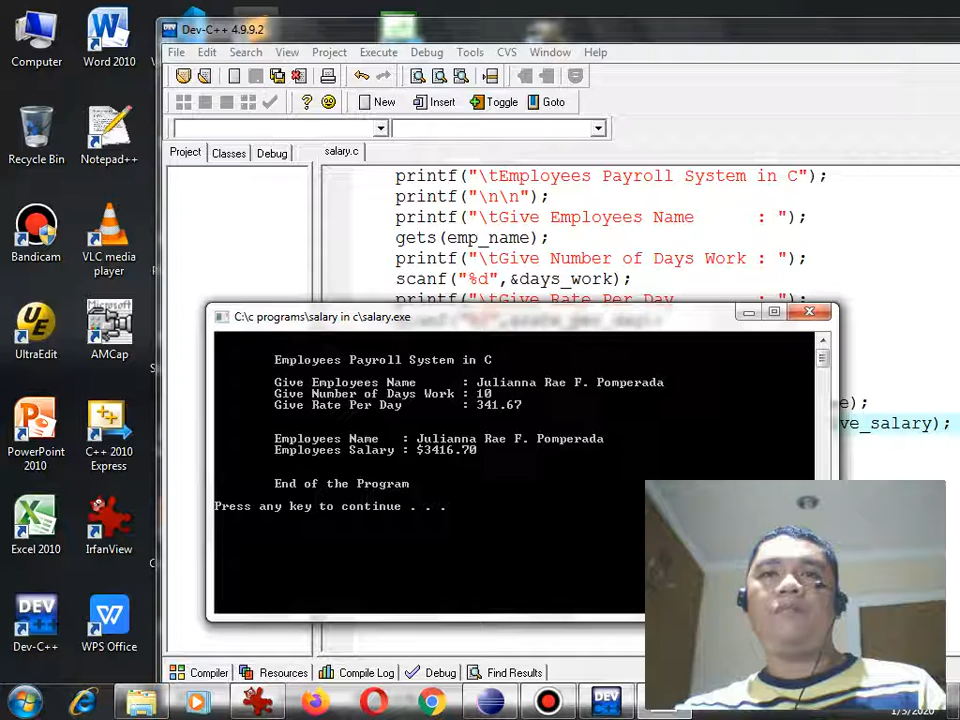 Computer
Word 2010
Recycle Bin
Notepad++
Bandicam
VLC media
player
UltraEdit
AMCap
PowerPoint
2010
C++ 2010
Express
Excel 2010
IrfanView
Dev-C++
WPS Office
Dev-C++ 4.9.9.2
File Edit Search View Project Execute Debug Tools CVS Window Help
New Insert Toggle Goto
Project Classes Debug salary.c
printf("\tEmployees Payroll System in C");
printf("\n\n");
printf("\tGive Employees Name       : ");
gets(emp_name);
printf("\tGive Number of Days Work : ");
scanf("%d",&days_work);
printf("\tGive Rate Per Day        : ");
e);
ve_salary);
C:\c programs\salary in c\salary.exe
Employees Payroll System in C
Give Employees Name       : Julianna Rae F. Pomperada
Give Number of Days Work : 10
Give Rate Per Day        : 341.67
Employees Name   : Julianna Rae F. Pomperada
Employees Salary : $3416.70
End of the Program
Press any key to continue . . .
Compiler Resources Compile Log Debug Find Results